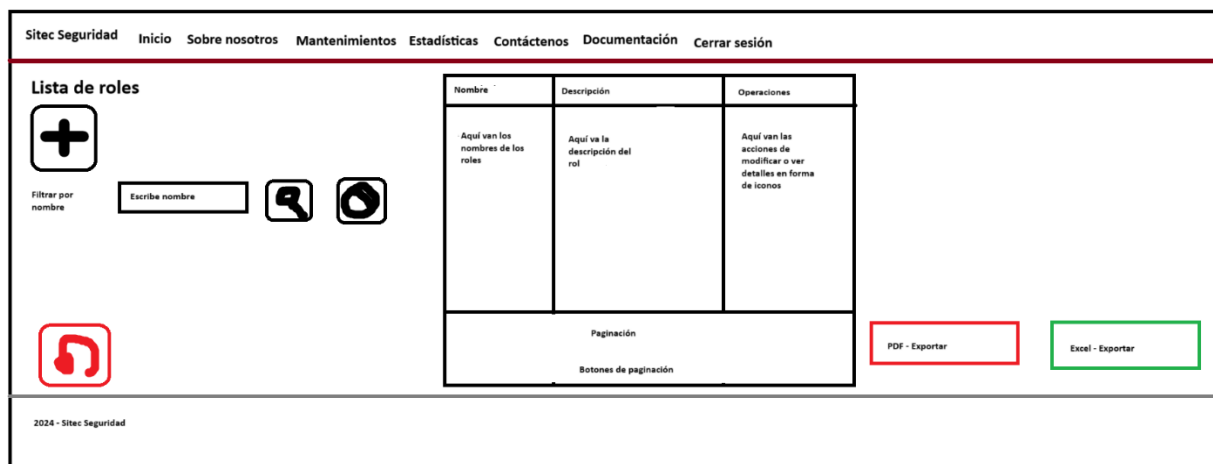 Sitec Seguridad Inicio Sobre nosotros Mantenimientos Estadísticas Contáctenos Documentación Cerrar sesión
Lista de roles
Filtrar por
nombre
Escribe nombre
Nombre Descripción Operaciones
Aquí van los
nombres de los
roles
Aquí va la
descripción del
rol
Aquí van las
acciones de
modificar o ver
detalles en forma
de iconos
Paginación
Botones de paginación
PDF - Exportar
Excel - Exportar
2024 - Sitec Seguridad